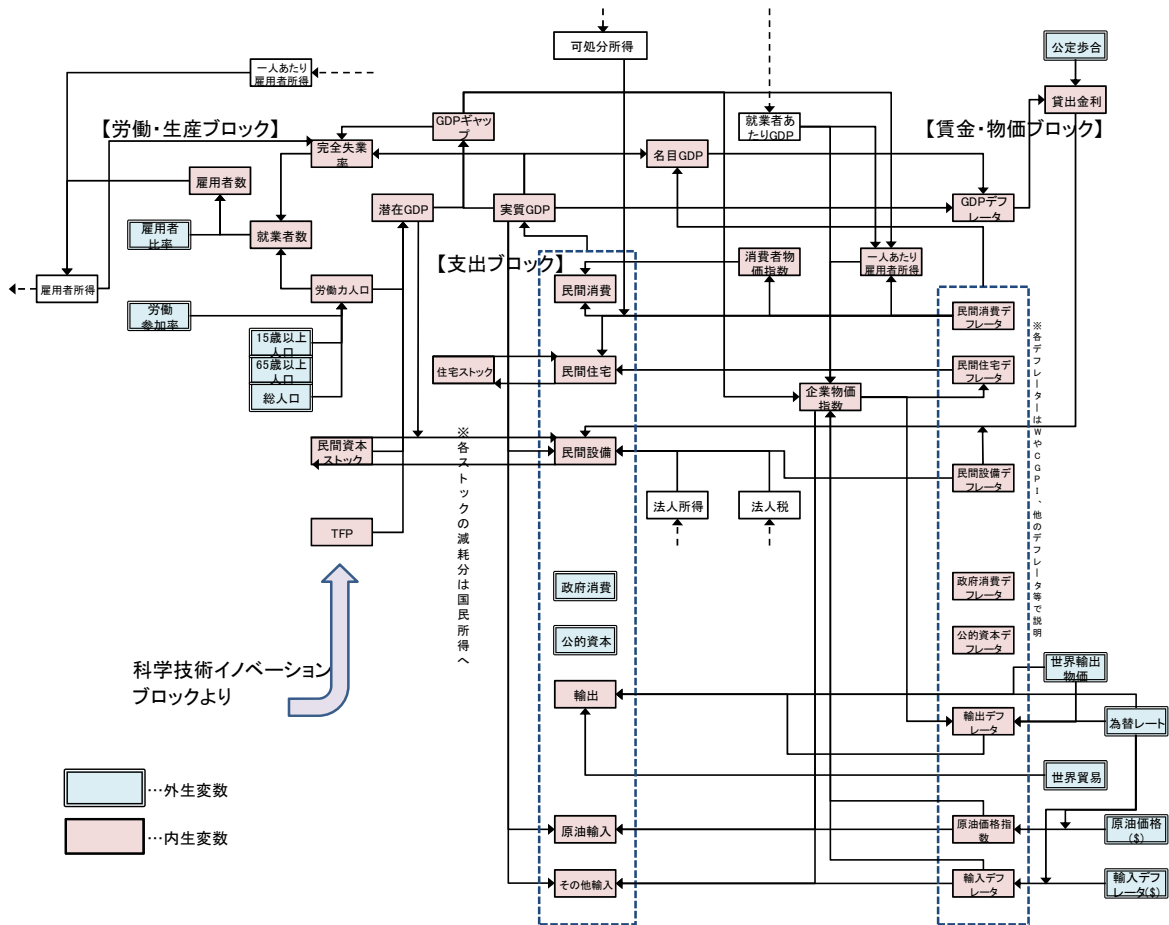 可処分所得
公定歩合
一人あたり
雇用者所得
貸出金利
【労働・生産ブロック】
GDPギャッ
プ
就業者あ
たりGDP
【賃金・物価ブロック】
完全失業
率
名目GDP
雇用者数
潜在GDP
実質GDP
GDPデフ
レータ
雇用者
比率
就業者数
【支出ブロック】
消費者物
価指数
一人あたり
雇用者所得
雇用者所得
労働力人口
民間消費
労働
参加率
民間消費デ
フレータ
15歳以上
人口
65歳以上
人口
総人口
住宅ストック
民間住宅
民間住宅デ
フレータ
企業物価
指数
※各デフレーターはWやCGPI、他のデフレータ等で説明
※各ストックの減耗分は国民所得へ
民間資本
ストック
民間設備
民間設備デ
フレータ
法人所得
法人税
TFP
政府消費
政府消費デ
フレータ
公的資本
公的資本デ
フレータ
科学技術イノベーション
ブロックより
世界輸出
物価
輸出
輸出デフ
レータ
為替レート
世界貿易
…外生変数
…内生変数
原油輸入
原油価格指
数
原油価格
($)
その他輸入
輸入デフ
レータ
輸入デフ
レータ($)